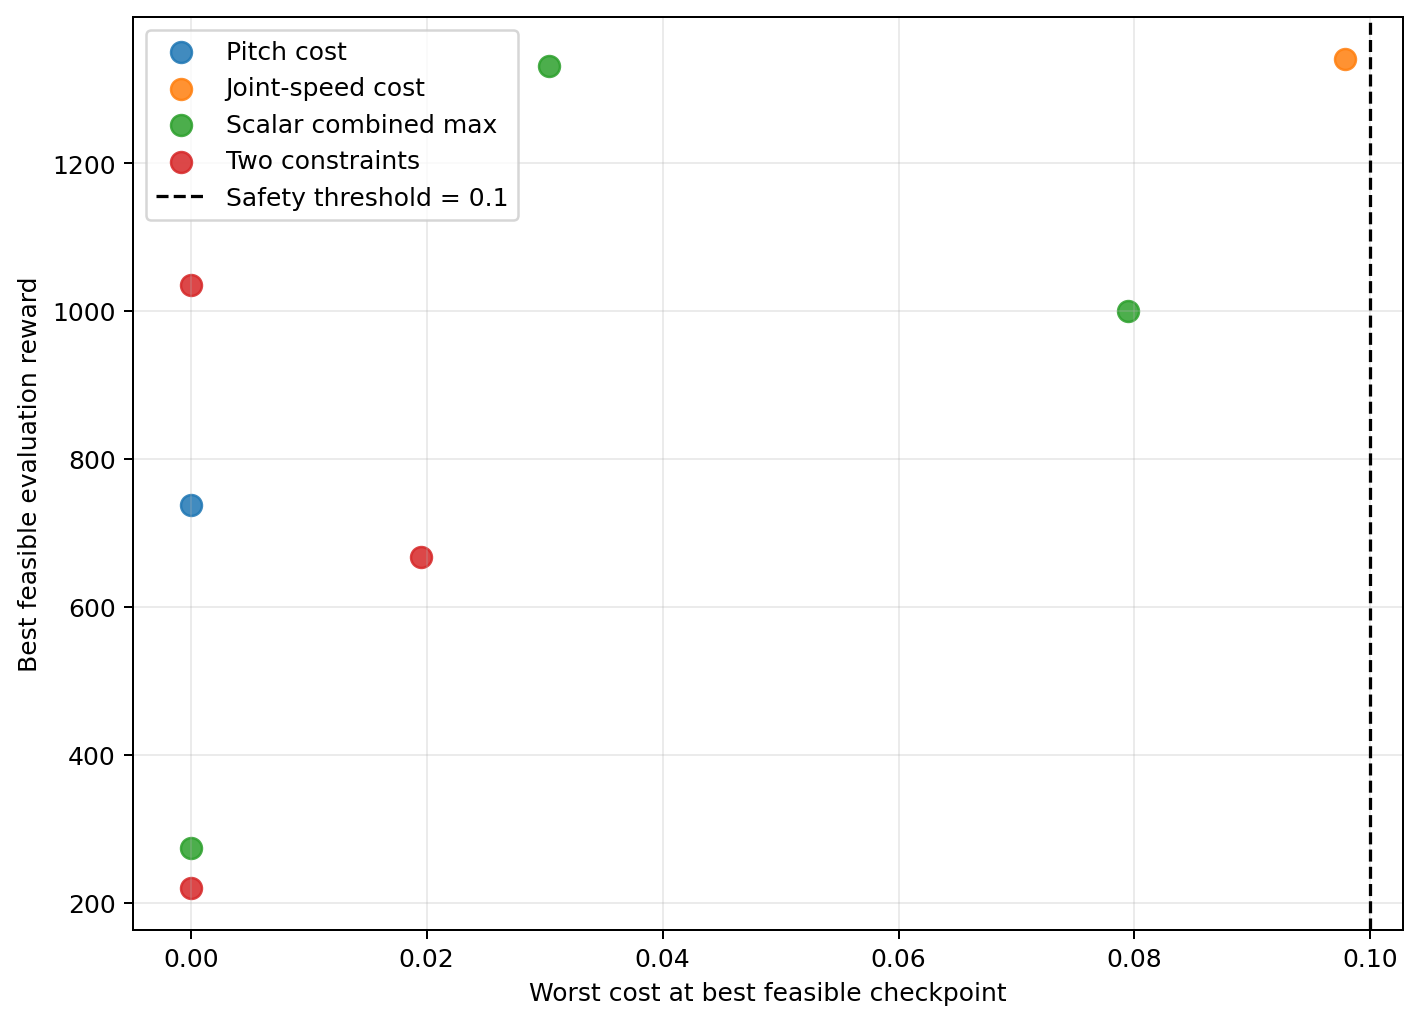 Pitch cost
Joint-speed cost
Scalar combined max
Two constraints
Safety threshold = 0.1
1200
1000
800
600
400
200
Best feasible evaluation reward
0.00 0.02 0.04 0.06 0.08 0.10
Worst cost at best feasible checkpoint